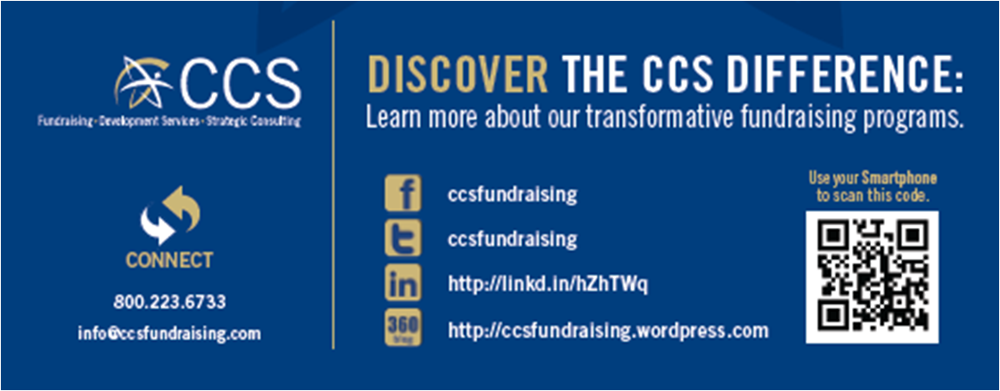 CCS
Fundraising • Development Services • Strategic Consulting
CONNECT
800.223.6733
info@ccsfundraising.com
DISCOVER THE CCS DIFFERENCE:
Learn more about our transformative fundraising programs.
f
ccsfundraising
t
ccsfundraising
in
http://linkd.in/hZhTWq
360
blog
http://ccsfundraising.wordpress.com
Use your Smartphone
to scan this code.